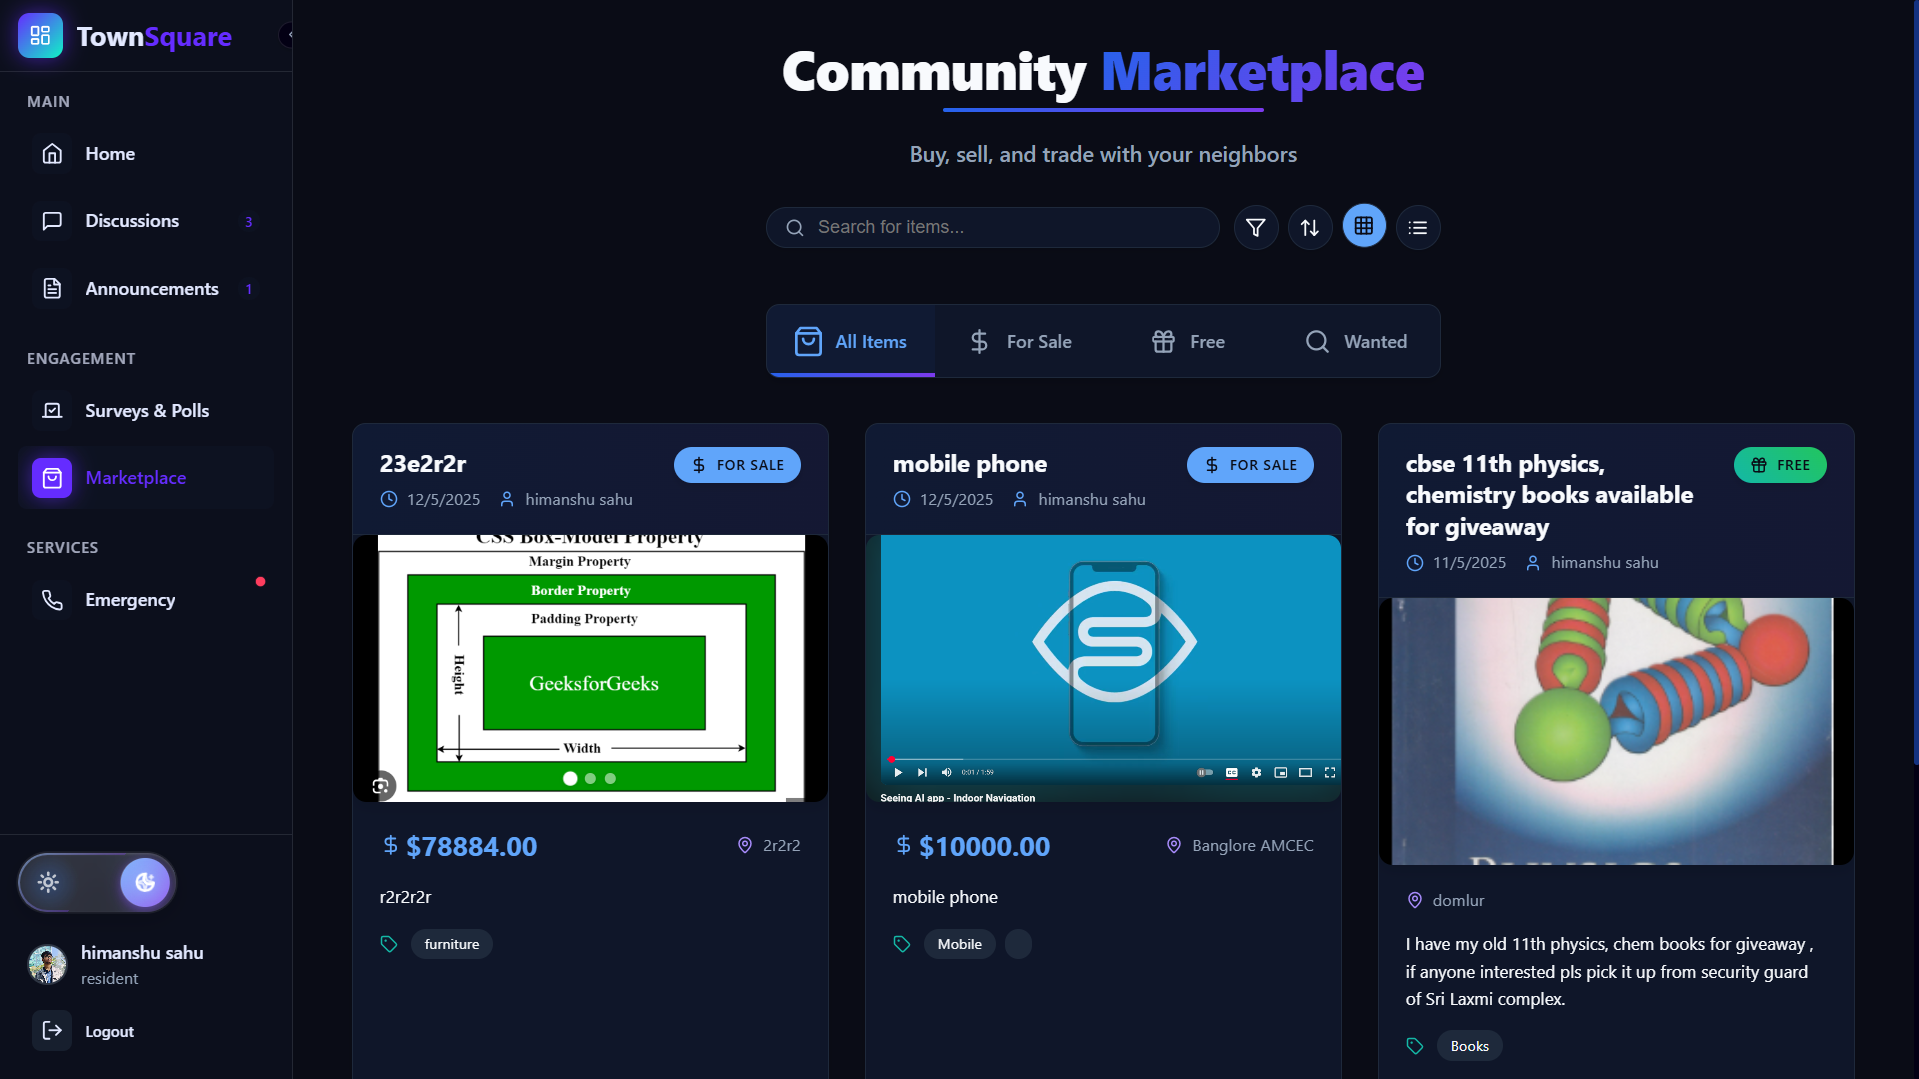 TownSquare
MAIN
Home
Discussions 3
Announcements 1
ENGAGEMENT
Surveys & Polls
Marketplace
SERVICES
Emergency
himanshu sahu
resident
Logout
Community Marketplace
Buy, sell, and trade with your neighbors
Search for items...
All Items
For Sale
Free
Wanted
23e2r2r
$ FOR SALE
12/5/2025 himanshu sahu
CSS Box-Model Property
Margin Property
Border Property
Padding Property
Height
GeeksforGeeks
Width
$ $78884.00
2r2r2
r2r2r2r
furniture
mobile phone
$ FOR SALE
12/5/2025 himanshu sahu
0:01 / 1:59
CC
Seeing AI app - Indoor Navigation
$ $10000.00
Banglore AMCEC
mobile phone
Mobile
cbse 11th physics,
chemistry books available
for giveaway
FREE
11/5/2025 himanshu sahu
PHYSICS
domlur
I have my old 11th physics, chem books for giveaway ,
if anyone interested pls pick it up from security guard
of Sri Laxmi complex.
Books